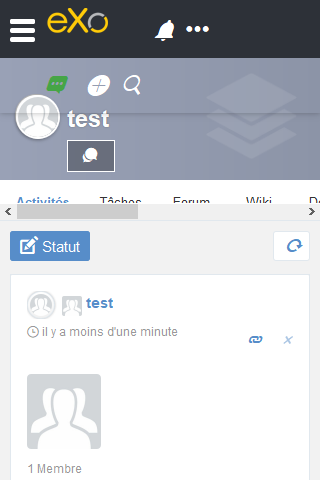 eXo
•••
test
Activités Tâches Forum Wiki
Statut
test
il y a moins d'une minute
1 Membre